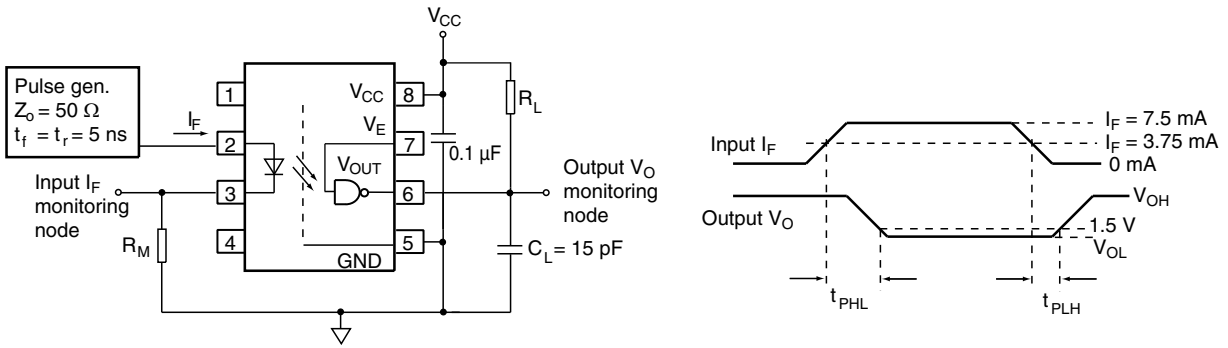 V_CC
Pulse gen.
Z_o = 50 Ω
t_f = t_r = 5 ns
I_F
1
2
3
4
V_CC
V_E
V_OUT
GND
8
7
6
5
R_L
0.1 µF
Input I_F
monitoring
node
R_M
Output V_O
monitoring
node
C_L = 15 pF
Input I_F
I_F = 7.5 mA
I_F = 3.75 mA
0 mA
Output V_O
V_OH
1.5 V
V_OL
t_PHL
t_PLH